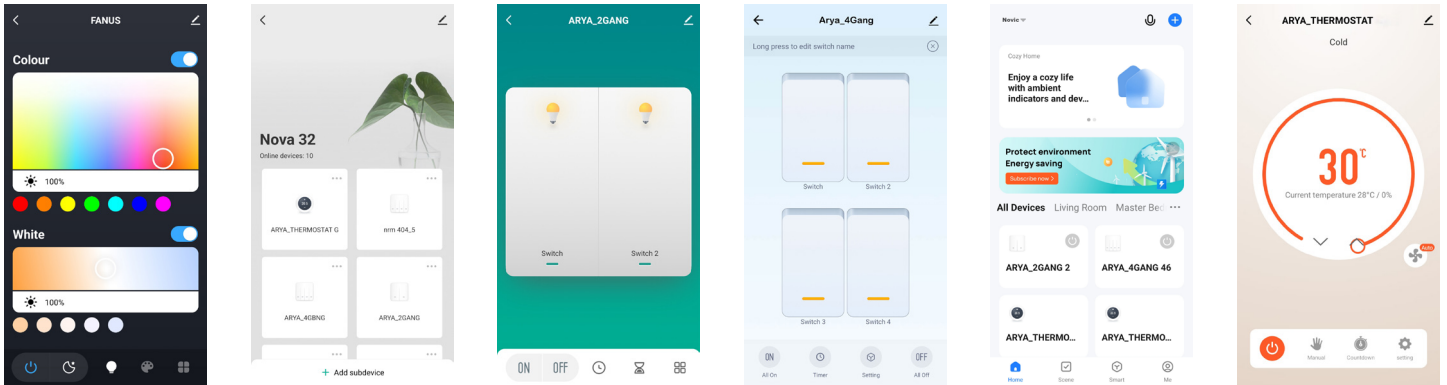 FANUS
Colour
100%
White
100%
Nova 32
Online devices: 10
ARYA_THERMOSTAT G
nrm 404_5
ARYA_4GBNG
ARYA_2GANG
+ Add subdevice
ARYA_2GANG
Switch
Switch 2
ON
OFF
Arya_4Gang
Long press to edit switch name
Switch
Switch 2
Switch 3
Switch 4
ON
OFF
All On
Timer
Setting
All Off
Novic
Cozy Home
Enjoy a cozy life
with ambient
indicators and dev...
Protect environment
Energy saving
Subscribe now >
All Devices Living Room Master Bec ...
ARYA_2GANG 2
ARYA_4GANG 46
ARYA_THERMO...
ARYA_THERMO...
Home
Scene
Smart
Me
ARYA_THERMOSTAT
Cold
30°C
Current temperature 28°C / 0%
Auto
Manual
Countdown
setting